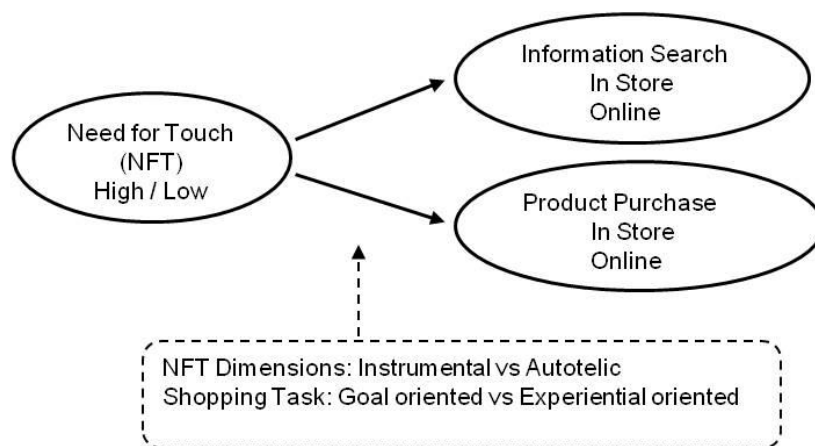 Information Search
In Store
Online
Need for Touch
(NFT)
High / Low
Product Purchase
In Store
Online
NFT Dimensions: Instrumental vs Autotelic
Shopping Task: Goal oriented vs Experiential oriented